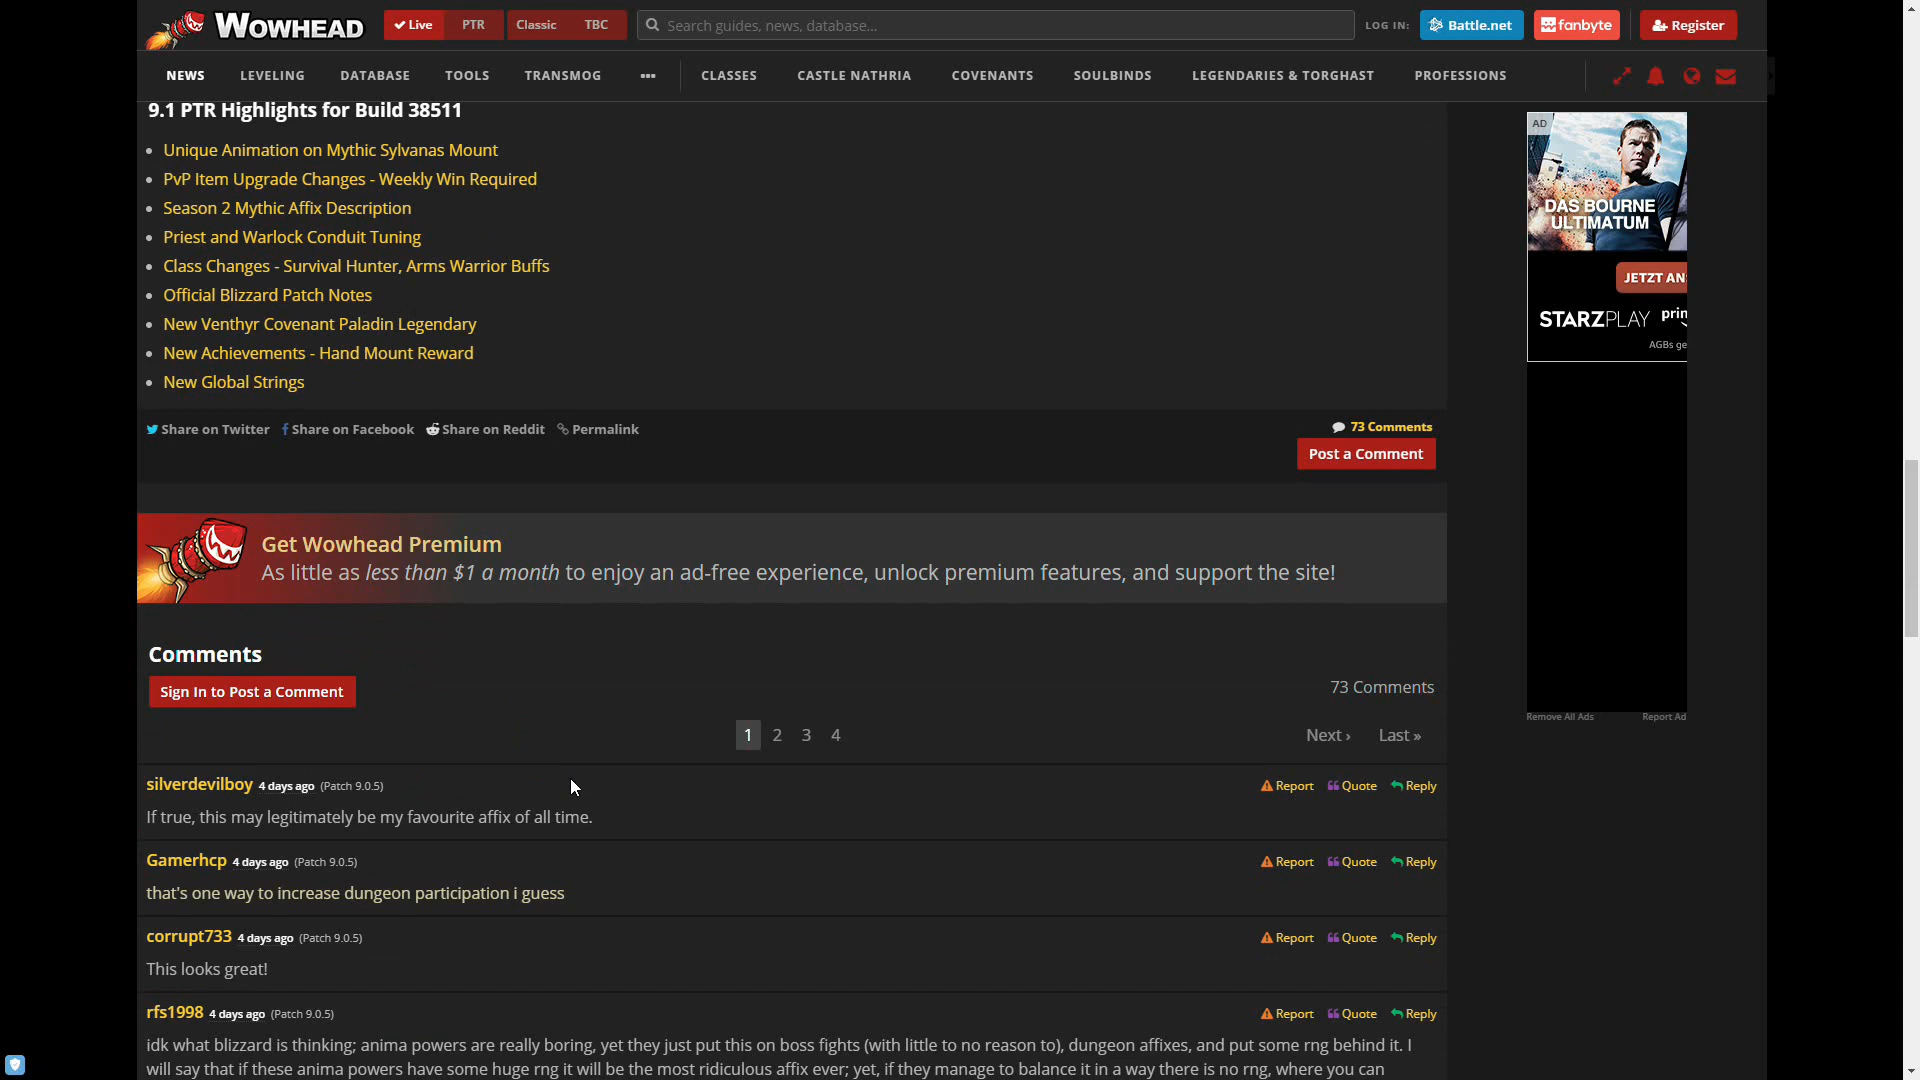 WOWHEAD
Live PTR Classic TBC
Search guides, news, database...
LOG IN: Battle.net fanbyte Register
NEWS LEVELING DATABASE TOOLS TRANSMOG ••• CLASSES CASTLE NATHRIA COVENANTS SOULBINDS LEGENDARIES & TORGHAST PROFESSIONS
9.1 PTR Highlights for Build 38511
Unique Animation on Mythic Sylvanas Mount
PvP Item Upgrade Changes - Weekly Win Required
Season 2 Mythic Affix Description
Priest and Warlock Conduit Tuning
Class Changes - Survival Hunter, Arms Warrior Buffs
Official Blizzard Patch Notes
New Venthyr Covenant Paladin Legendary
New Achievements - Hand Mount Reward
New Global Strings
AD
DAS BOURNE
ULTIMATUM
JETZT AN
STARZPLAY prin
AGBs ge
Remove All Ads Report Ad
Share on Twitter Share on Facebook Share on Reddit Permalink
73 Comments
Post a Comment
Get Wowhead Premium
As little as less than $1 a month to enjoy an ad-free experience, unlock premium features, and support the site!
Comments
Sign In to Post a Comment
73 Comments
1 2 3 4 Next › Last »
silverdevilboy 4 days ago (Patch 9.0.5) Report Quote Reply
If true, this may legitimately be my favourite affix of all time.
Gamerhcp 4 days ago (Patch 9.0.5) Report Quote Reply
that's one way to increase dungeon participation i guess
corrupt733 4 days ago (Patch 9.0.5) Report Quote Reply
This looks great!
rfs1998 4 days ago (Patch 9.0.5) Report Quote Reply
idk what blizzard is thinking; anima powers are really boring, yet they just put this on boss fights (with little to no reason to), dungeon affixes, and put some rng behind it. I
will say that if these anima powers have some huge rng it will be the most ridiculous affix ever; yet, if they manage to balance it in a way there is no rng, where you can